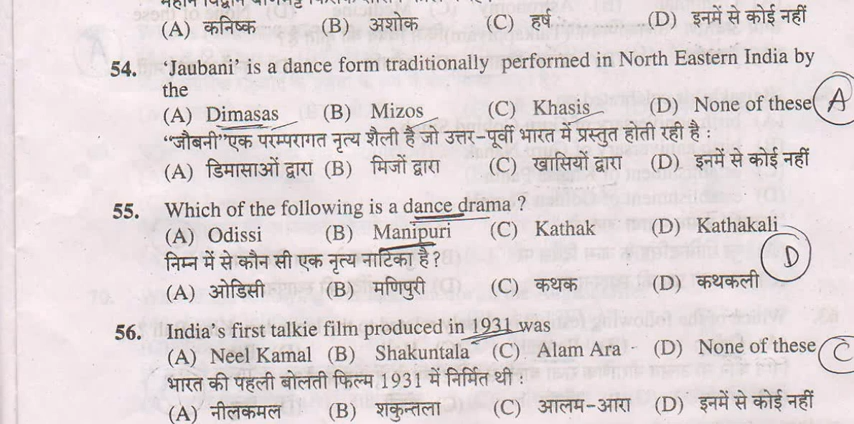 (A) कनिष्क (B) अशोक (C) हर्ष (D) इनमें से कोई नहीं
54. 'Jaubani' is a dance form traditionally performed in North Eastern India by
the
(A) Dimasas (B) Mizos (C) Khasis (D) None of these A
"जौबनी" एक परम्परागत नृत्य शैली है जो उत्तर-पूर्वी भारत में प्रस्तुत होती रही है :
(A) डिमासाओं द्वारा (B) मिजों द्वारा (C) खासियों द्वारा (D) इनमें से कोई नहीं
55. Which of the following is a dance drama ?
(A) Odissi (B) Manipuri (C) Kathak (D) Kathakali
निम्न में से कौन सी एक नृत्य नाटिका है ? D
(A) ओडिसी (B) मणिपुरी (C) कथक (D) कथकली
56. India's first talkie film produced in 1931 was
(A) Neel Kamal (B) Shakuntala (C) Alam Ara (D) None of these C
भारत की पहली बोलती फिल्म 1931 में निर्मित थी :
(A) नीलकमल (B) शकुन्तला (C) आलम-आरा (D) इनमें से कोई नहीं